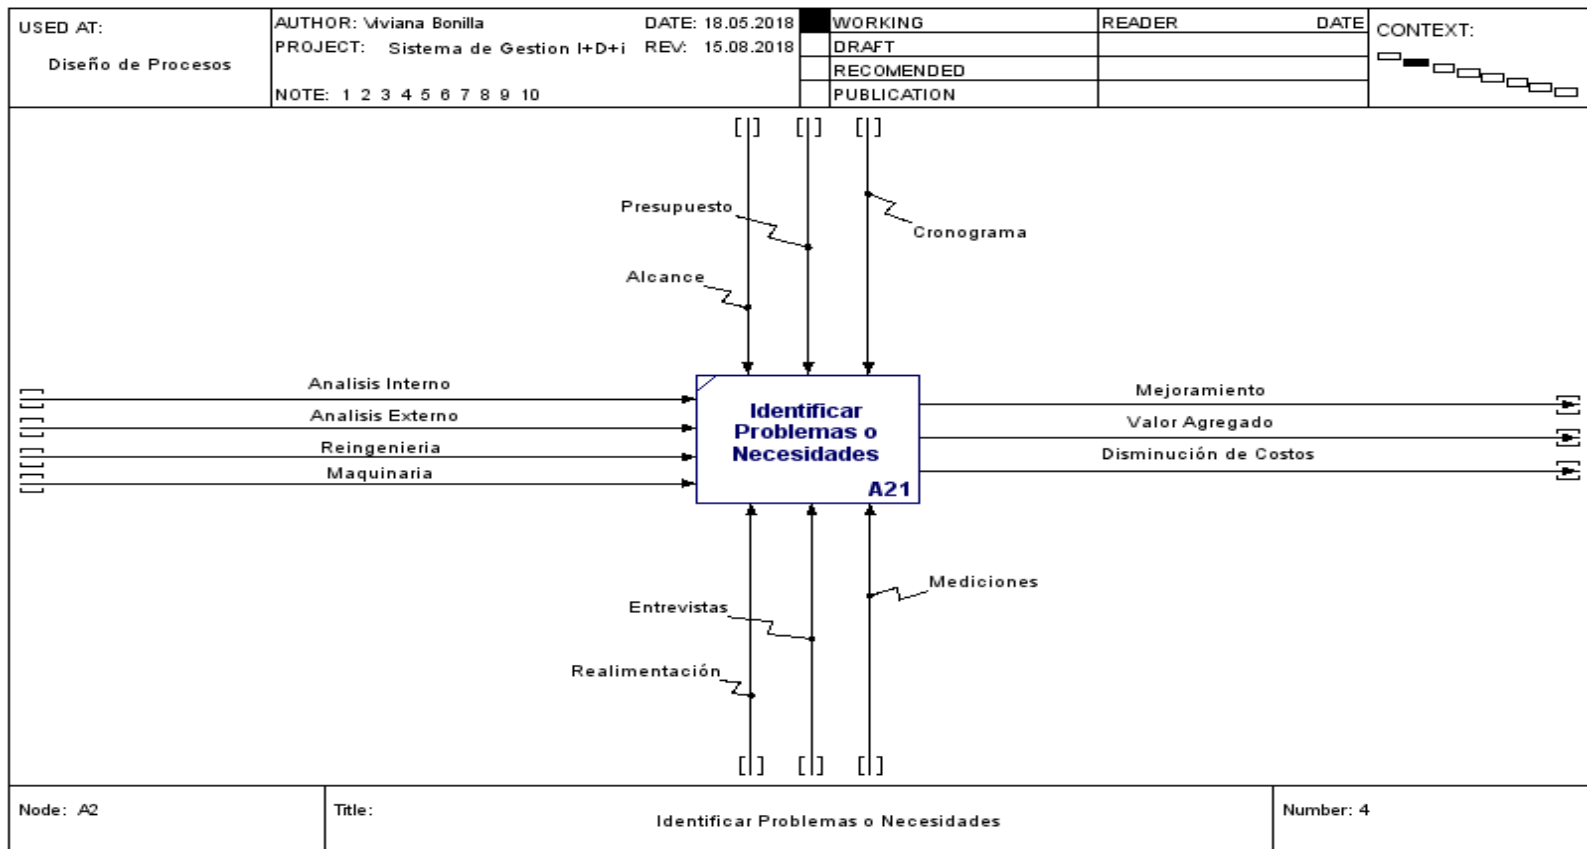 USED AT:
Diseño de Procesos
AUTHOR: Viviana Bonilla
DATE: 18.05.2018
PROJECT: Sistema de Gestion I+D+i
REV: 15.08.2018
NOTE: 1 2 3 4 5 6 7 8 9 10
WORKING
DRAFT
RECOMENDED
PUBLICATION
READER
DATE
CONTEXT:
Presupuesto
Cronograma
Alcance
Analisis Interno
Analisis Externo
Reingenieria
Maquinaria
Identificar
Problemas o
Necesidades
A21
Mejoramiento
Valor Agregado
Disminución de Costos
Mediciones
Entrevistas
Realimentación
Node: A2
Title:
Identificar Problemas o Necesidades
Number: 4